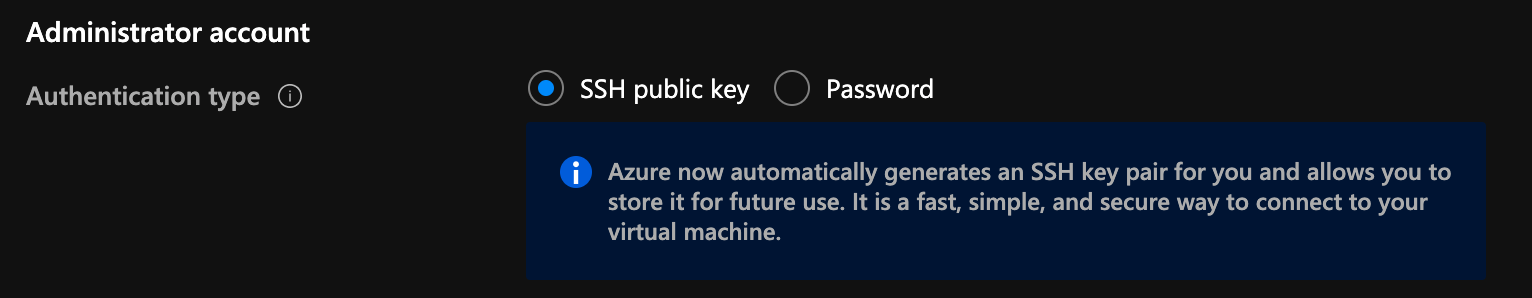 Administrator account
Authentication type
SSH public key
Password
Azure now automatically generates an SSH key pair for you and allows you to
store it for future use. It is a fast, simple, and secure way to connect to your
virtual machine.